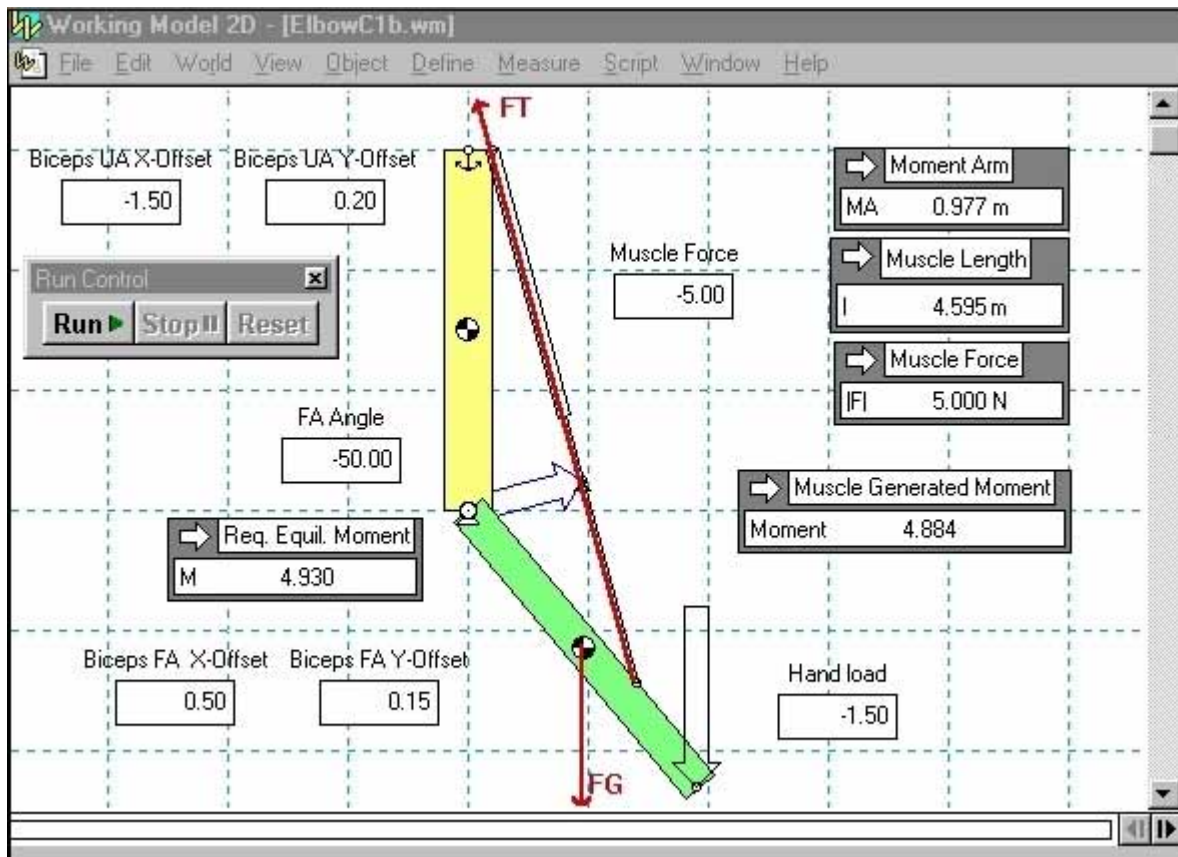 Working Model 2D - [ElbowC1b.wm]
File Edit World View Object Define Measure Script Window Help
FT
Biceps UA X-Offset Biceps UA Y-Offset
-1.50 0.20
Moment Arm
MA 0.977 m
Run Control
Run Stop Reset
Muscle Force
-5.00
Muscle Length
l 4.595 m
Muscle Force
|F| 5.000 N
FA Angle
-50.00
Muscle Generated Moment
Moment 4.884
Req. Equil. Moment
M 4.930
Biceps FA X-Offset Biceps FA Y-Offset
0.50 0.15
Hand load
-1.50
FG